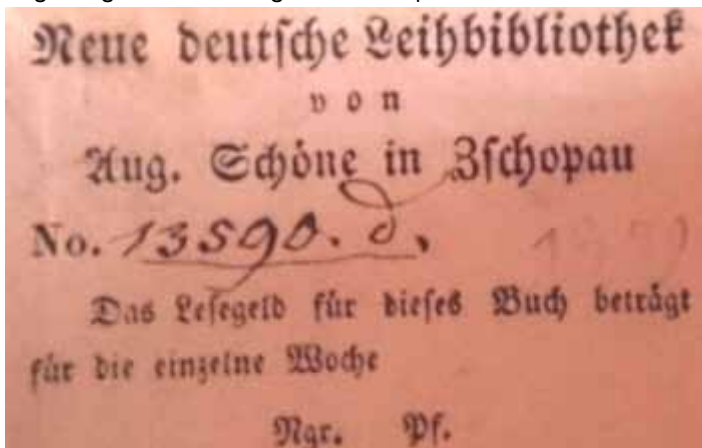 Neue deutsche Leihbibliothek
von
Aug. Schöne in Zschopau
No. 13590. d.
Das Lesegeld für dieses Buch beträgt
für die einzelne Woche
Ngr. Pf.